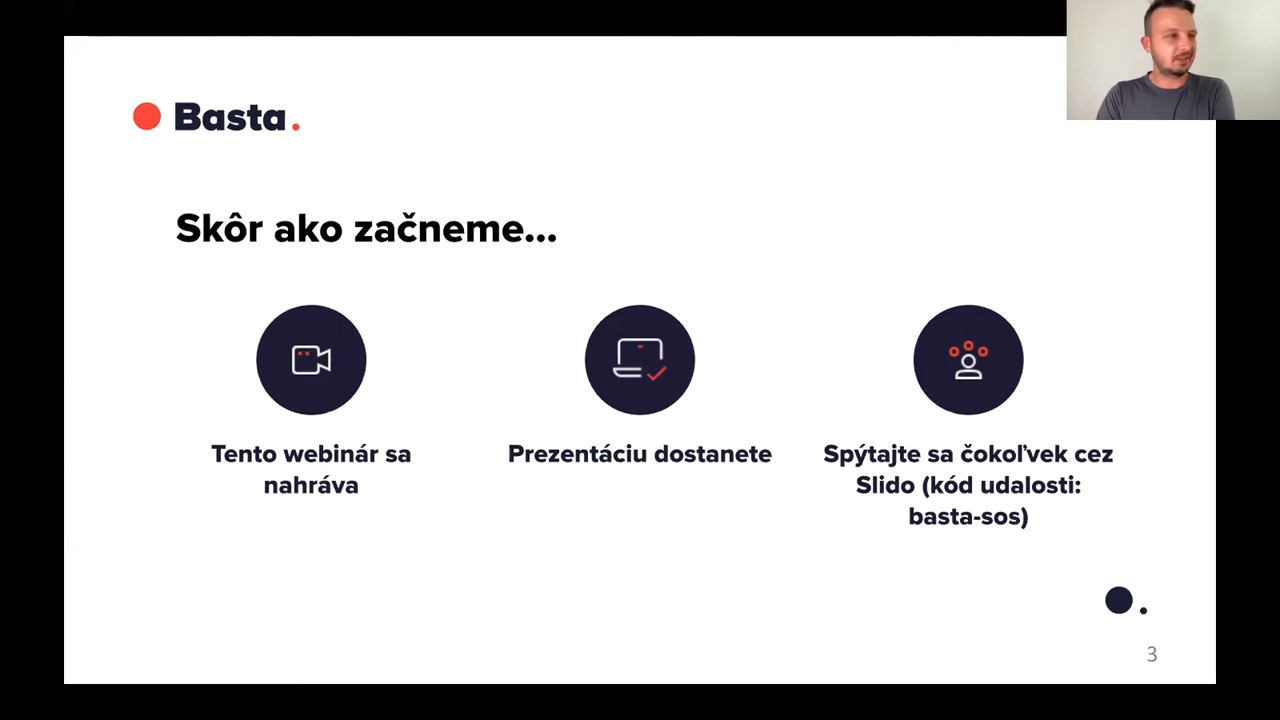 Basta.
Skôr ako začneme...
Tento webinár sa
nahráva
Prezentáciu dostanete
Spýtajte sa čokoľvek cez
Slido (kód udalosti:
basta-sos)
3